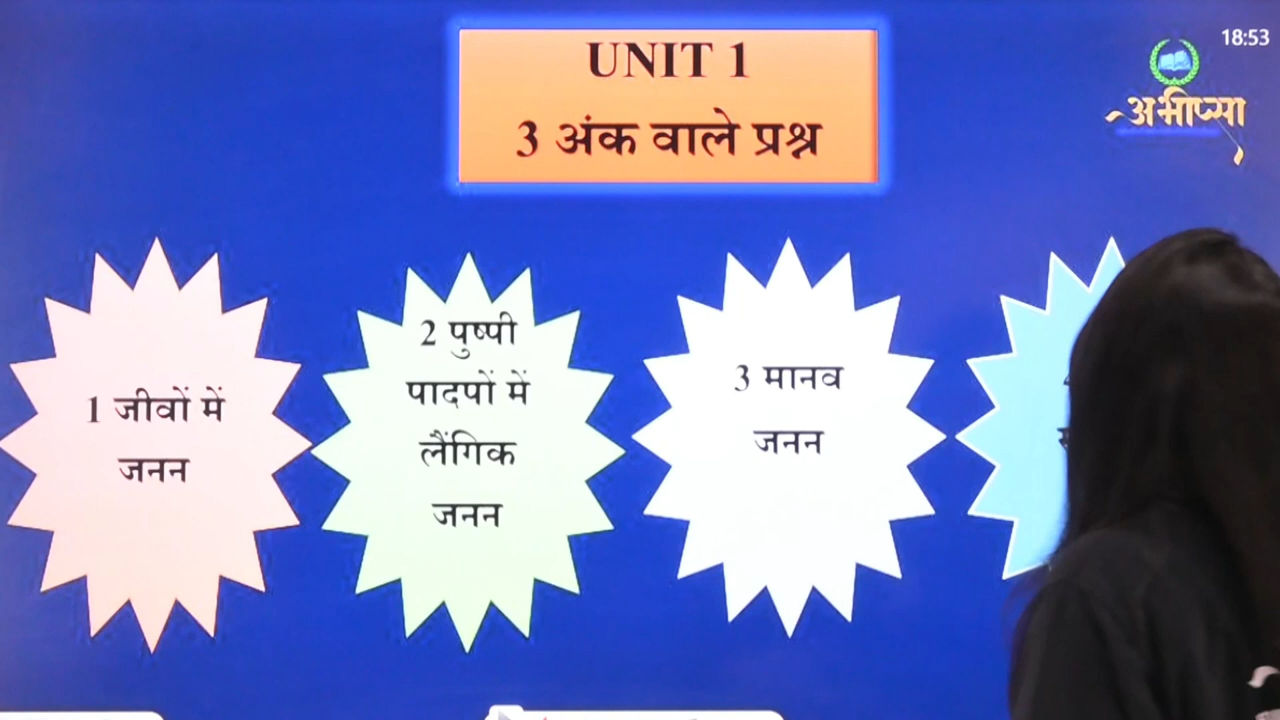 UNIT 1
3 अंक वाले प्रश्न
18:53
अभीप्सा
1 जीवों में
जनन
2 पुष्पी
पादपों में
लैंगिक
जनन
3 मानव
जनन